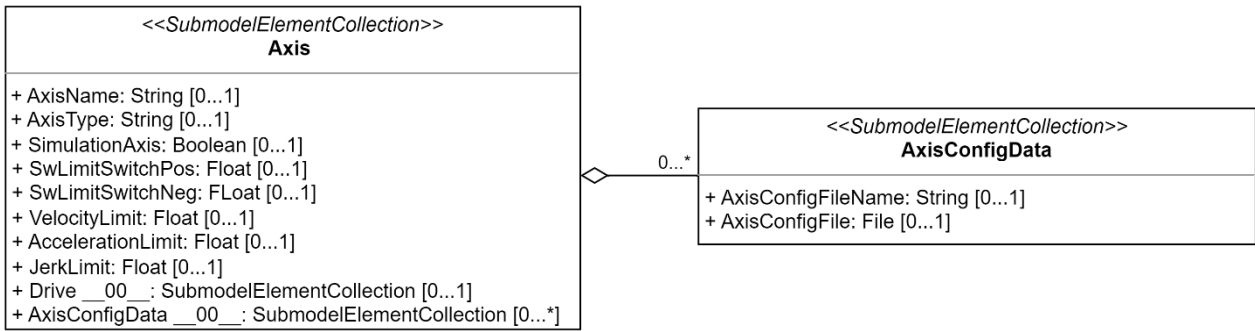 <<SubmodelElementCollection>>
Axis
+ AxisName: String [0...1]
+ AxisType: String [0...1]
+ SimulationAxis: Boolean [0...1]
+ SwLimitSwitchPos: Float [0...1]
+ SwLimitSwitchNeg: FLoat [0...1]
+ VelocityLimit: Float [0...1]
+ AccelerationLimit: Float [0...1]
+ JerkLimit: Float [0...1]
+ Drive __00__: SubmodelElementCollection [0...1]
+ AxisConfigData __00__: SubmodelElementCollection [0...*]
0...*
<<SubmodelElementCollection>>
AxisConfigData
+ AxisConfigFileName: String [0...1]
+ AxisConfigFile: File [0...1]